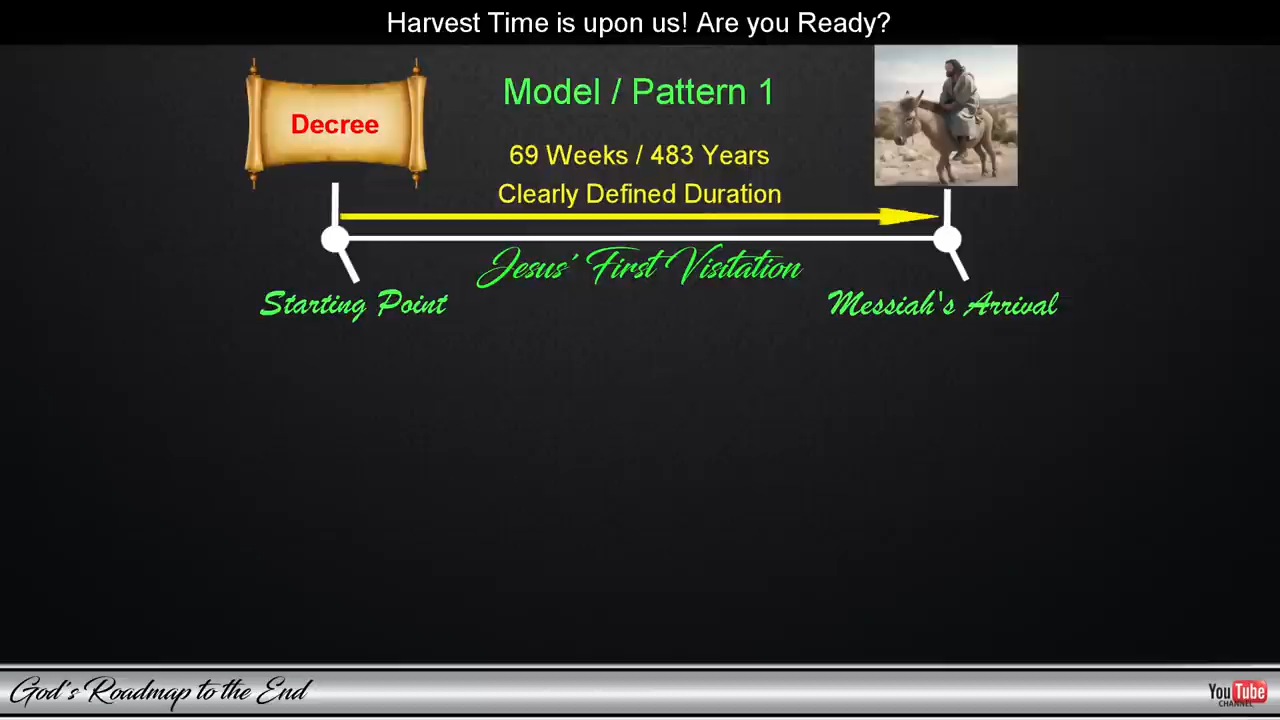 Harvest Time is upon us! Are you Ready?
Decree
Model / Pattern 1
69 Weeks / 483 Years
Clearly Defined Duration
Jesus' First Visitation
Starting Point
Messiah's Arrival
God's Roadmap to the End
YouTube
CHANNEL